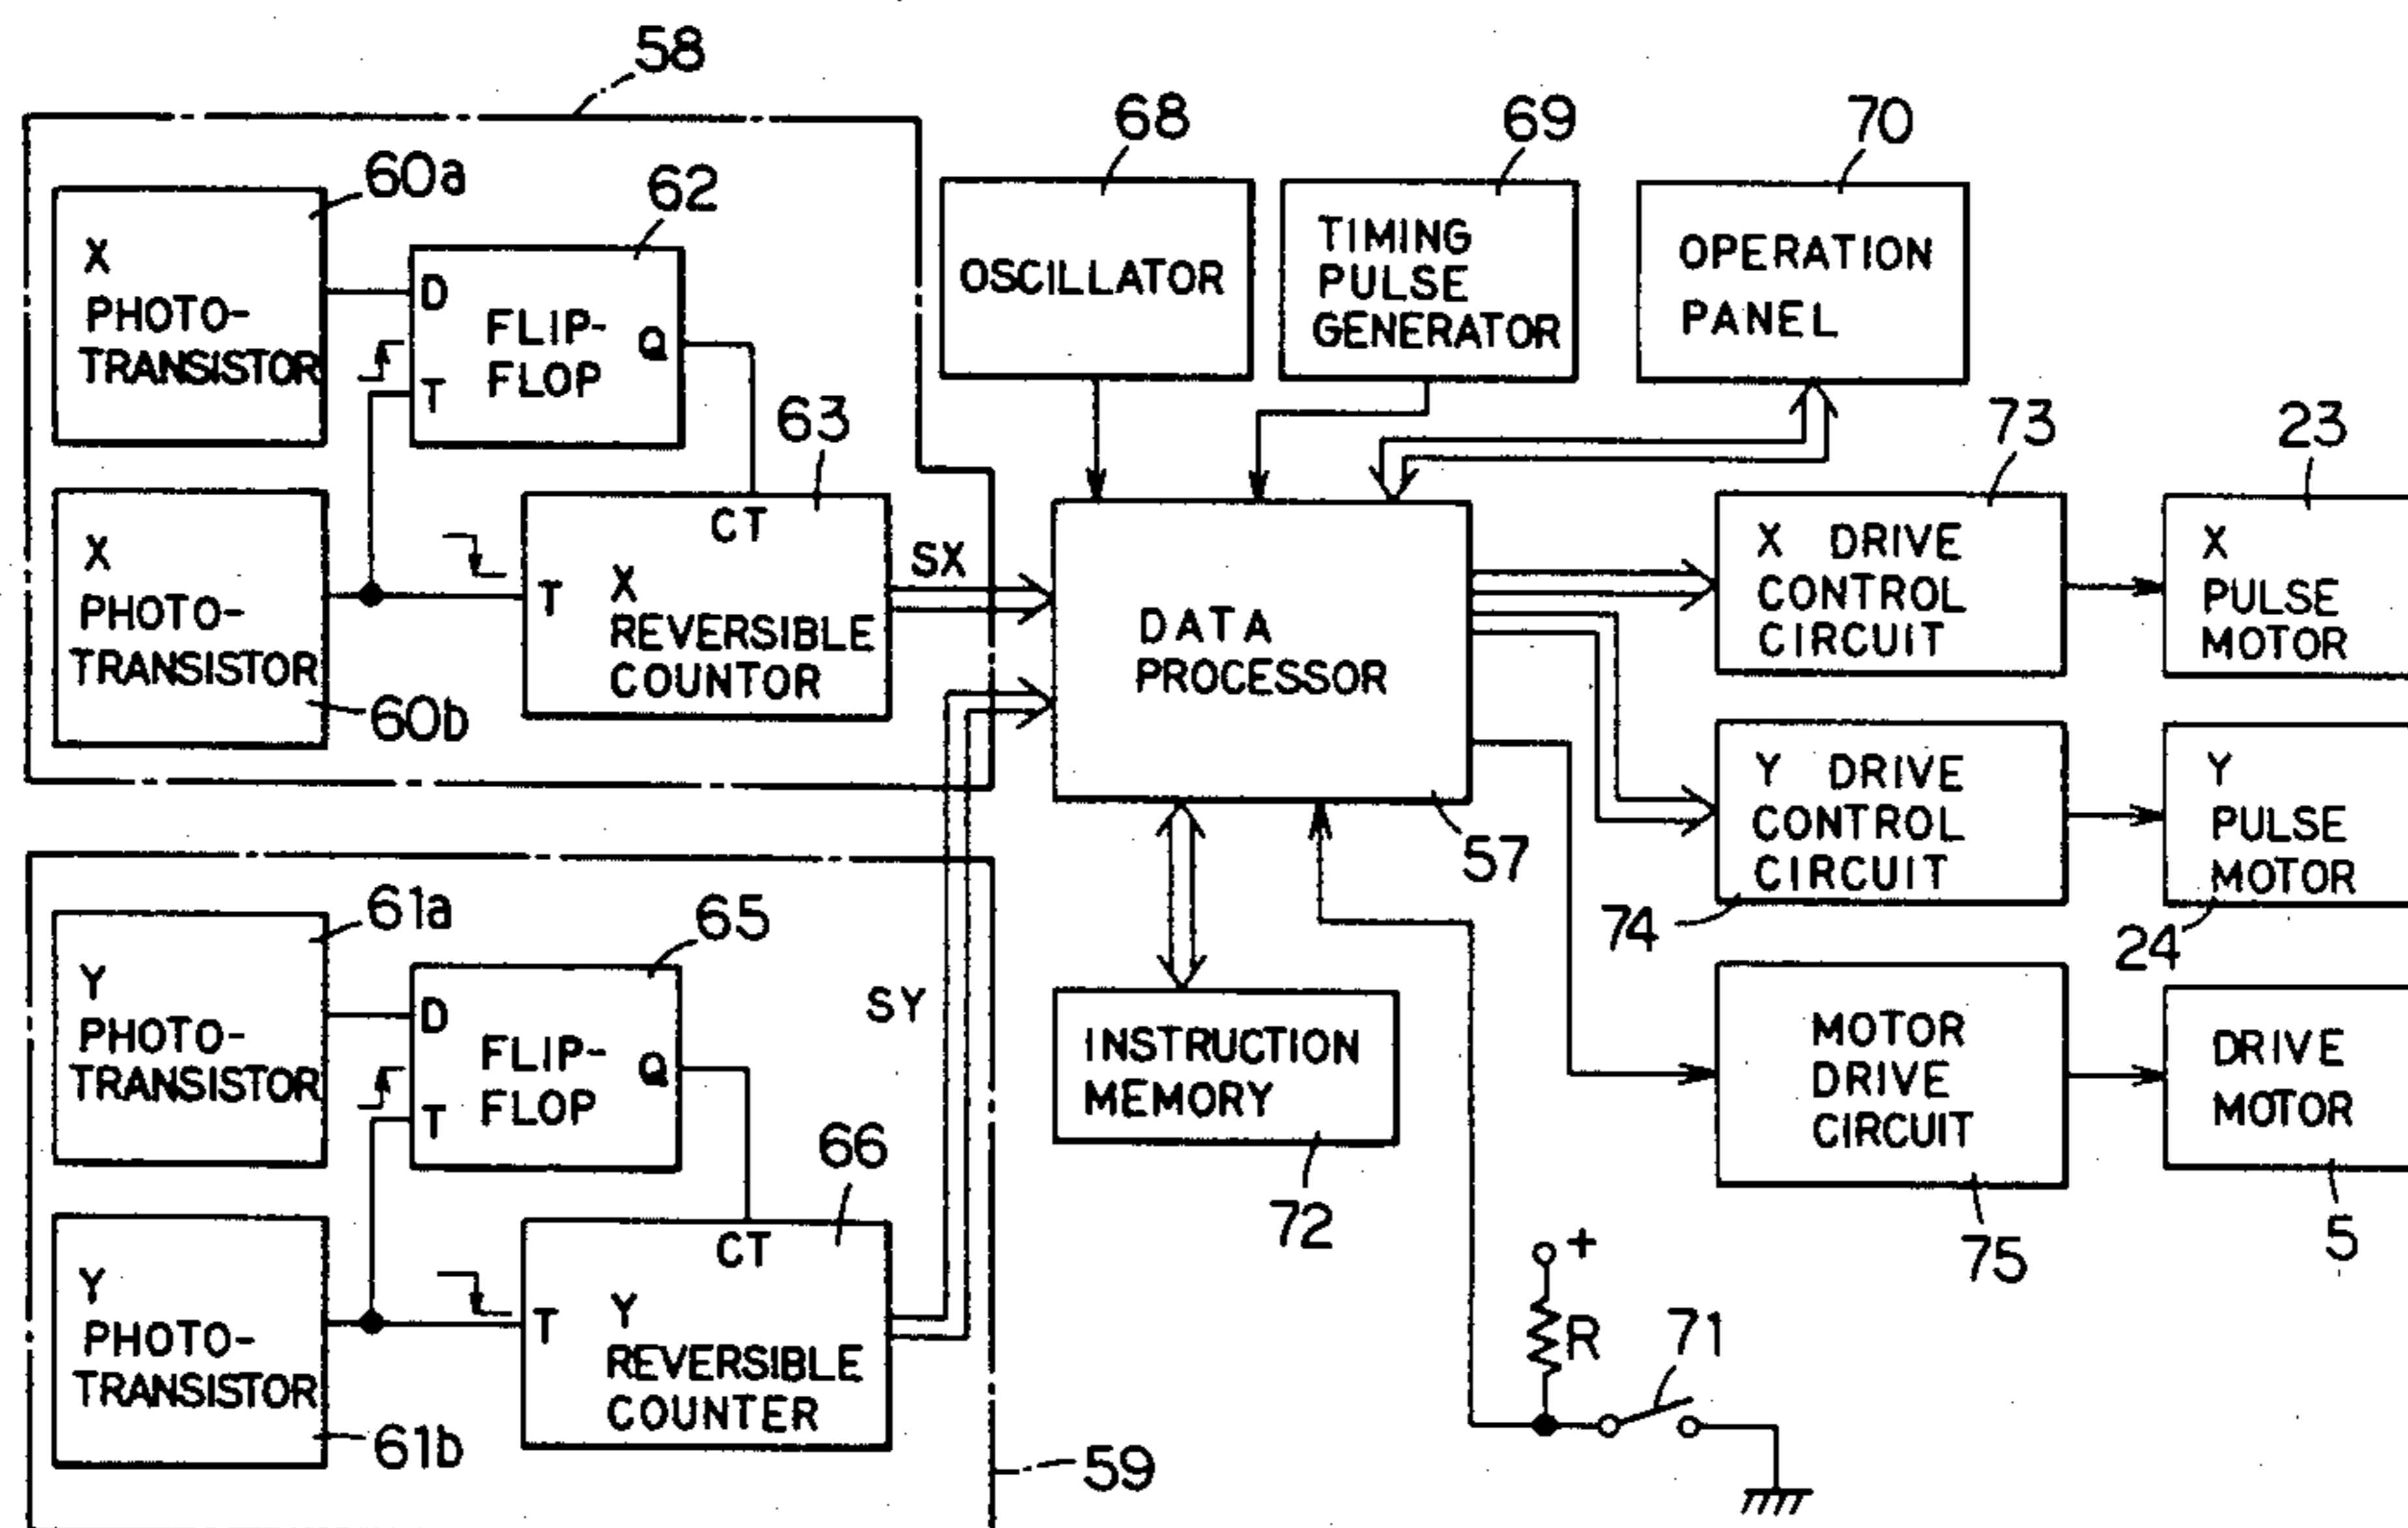 58
60a
X
PHOTO-
TRANSISTOR
62
D
FLIP-
FLOP
Q
T
X
PHOTO-
TRANSISTOR
60b
63
CT
T
X
REVERSIBLE
COUNTOR
SX
68
OSCILLATOR
69
TIMING
PULSE
GENERATOR
70
OPERATION
PANEL
DATA
PROCESSOR
57
73
X DRIVE
CONTROL
CIRCUIT
23
X
PULSE
MOTOR
Y DRIVE
CONTROL
CIRCUIT
74
Y
PULSE
MOTOR
24
61a
Y
PHOTO-
TRANSISTOR
65
D
FLIP-
FLOP
Q
T
Y
PHOTO-
TRANSISTOR
61b
66
CT
T
Y
REVERSIBLE
COUNTER
SY
59
INSTRUCTION
MEMORY
72
MOTOR
DRIVE
CIRCUIT
75
DRIVE
MOTOR
5
+
R
71